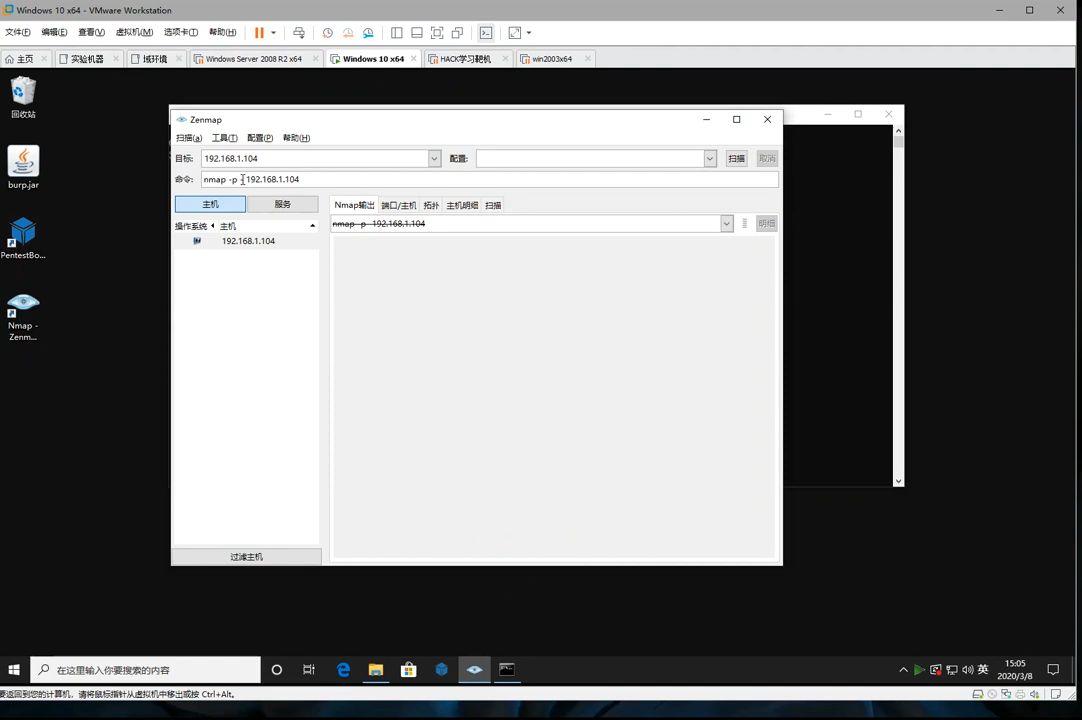 Windows 10 x64 - VMware Workstation
文件(F) 编辑(E) 查看(V) 虚拟机(M) 选项卡(T) 帮助(H)
主页 实验机器 域环境 Windows Server 2008 R2 x64 Windows 10 x64 HACK学习靶机 win2003x64
回收站
burp.jar
PentestBo...
Nmap -
Zenm...
Zenmap
扫描(a) 工具(T) 配置(P) 帮助(H)
目标: 192.168.1.104 配置: 扫描 取消
命令: nmap -p 192.168.1.104
主机 服务 Nmap输出 端口/主机 拓扑 主机明细 扫描
操作系统 主机 nmap -p- 192.168.1.104 明细
192.168.1.104
过滤主机
在这里输入你要搜索的内容
英
15:05
2020/3/8
要返回到您的计算机，请将鼠标指针从虚拟机中移出或按 Ctrl+Alt。